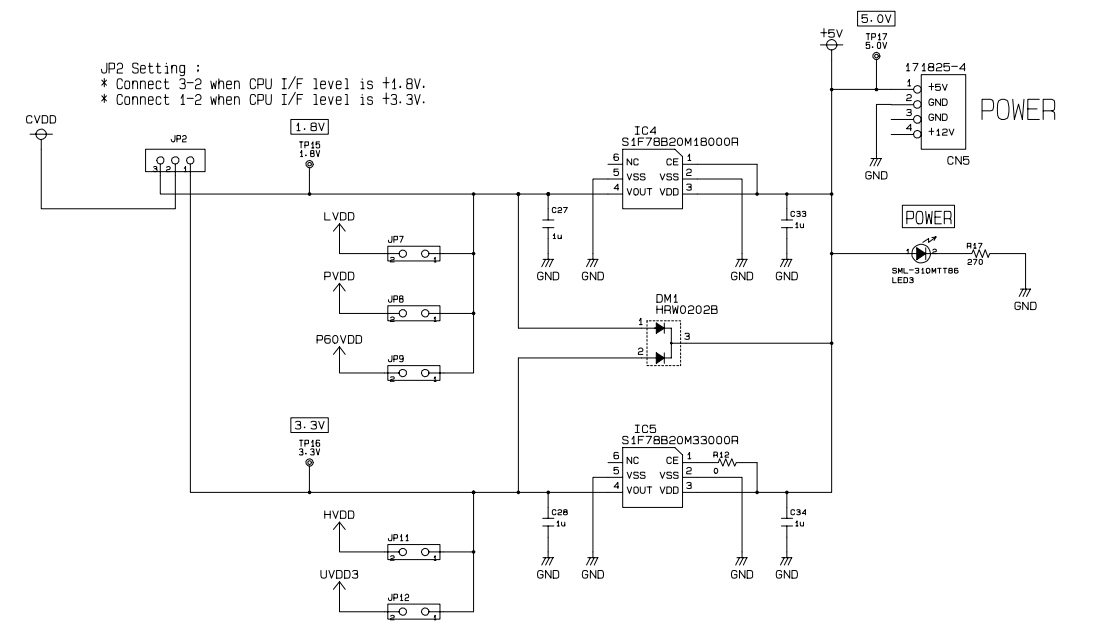 5.0V
TP17
5.0V
+5V
JP2 Setting :
* Connect 3-2 when CPU I/F level is +1.8V.
* Connect 1-2 when CPU I/F level is +3.3V.
171825-4
1 +5V
2 GND
3 GND
4 +12V
CN5
POWER
GND
CVDD
JP2
3 2 1
1.8V
TP15
1.8V
IC4
S1F78B20M18000R
6 NC CE 1
5 VSS VSS 2
4 VOUT VDD 3
C27
1u
C33
1u
GND
GND
GND
GND
LVDD
JP7
2 1
PVDD
JP8
2 1
P60VDD
JP9
2 1
POWER
1 2
SML-310MTT86
LED3
R17
270
GND
DM1
HRW0202B
1
2
3
3.3V
TP16
3.3V
IC5
S1F78B20M33000R
6 NC CE 1
5 VSS VSS 2
4 VOUT VDD 3
R12
0
C28
1u
C34
1u
GND
GND
GND
GND
HVDD
JP11
2 1
UVDD3
JP12
2 1